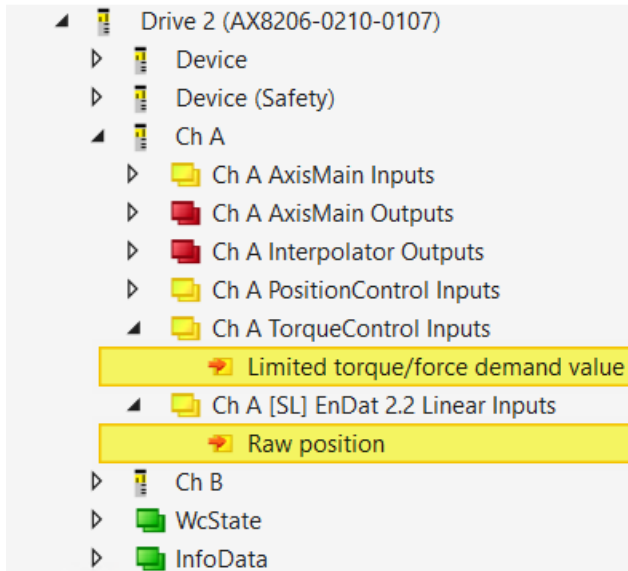 Drive 2 (AX8206-0210-0107)
Device
Device (Safety)
Ch A
Ch A AxisMain Inputs
Ch A AxisMain Outputs
Ch A Interpolator Outputs
Ch A PositionControl Inputs
Ch A TorqueControl Inputs
Limited torque/force demand value
Ch A [SL] EnDat 2.2 Linear Inputs
Raw position
Ch B
WcState
InfoData